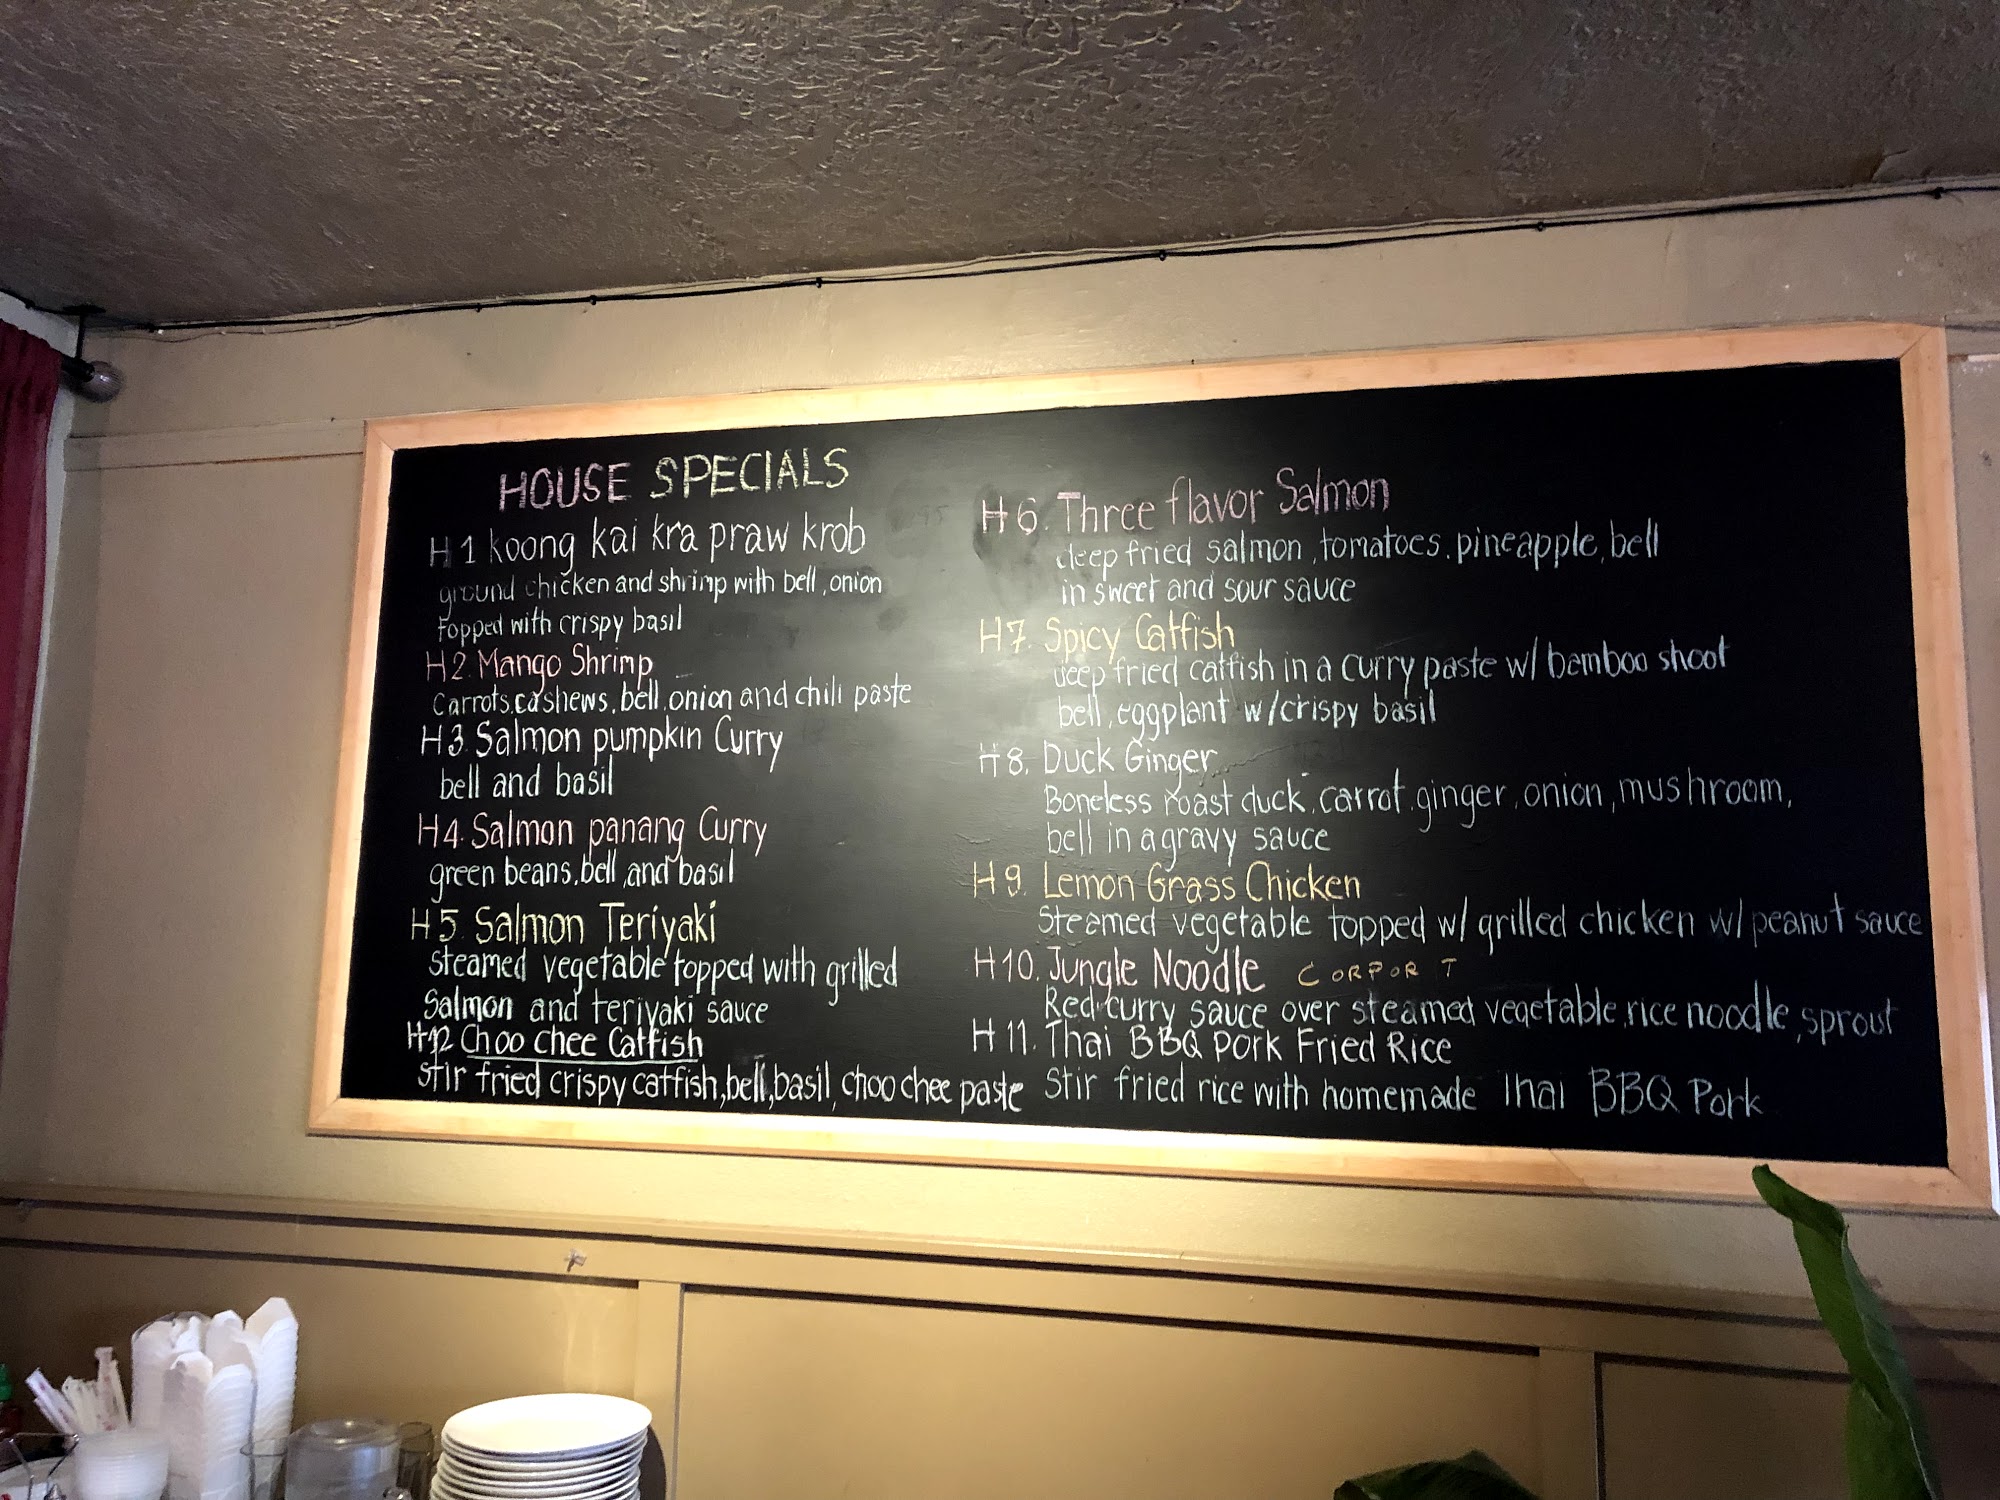 HOUSE SPECIALS
H 1 koong kai kra praw krob
ground chicken and shrimp with bell, onion
topped with crispy basil
H2. Mango Shrimp
Carrots, cashews, bell, onion and chili paste
H3. Salmon pumpkin Curry
bell and basil
H4. Salmon panang Curry
green beans, bell, and basil
H5. Salmon Teriyaki
steamed vegetable topped with grilled
Salmon and teriyaki sauce
H12 Choo chee Catfish
Stir fried crispy catfish, bell, basil, choo chee paste
H6. Three flavor Salmon
deep fried salmon, tomatoes. pineapple, bell
in sweet and sour sauce
H7. Spicy Catfish
deep fried catfish in a curry paste w/ bamboo shoot
bell, eggplant w/crispy basil
H8. Duck Ginger
Boneless roast duck, carrot, ginger, onion, mushroom,
bell in a gravy sauce
H9. Lemon Grass Chicken
Steamed vegetable topped w/ grilled chicken w/ peanut sauce
H10. Jungle Noodle C OR POR T
Red curry sauce over steamed vegetable, rice noodle, sprout
H11. Thai BBQ Pork Fried Rice
Stir fried rice with homemade Thai BBQ Pork